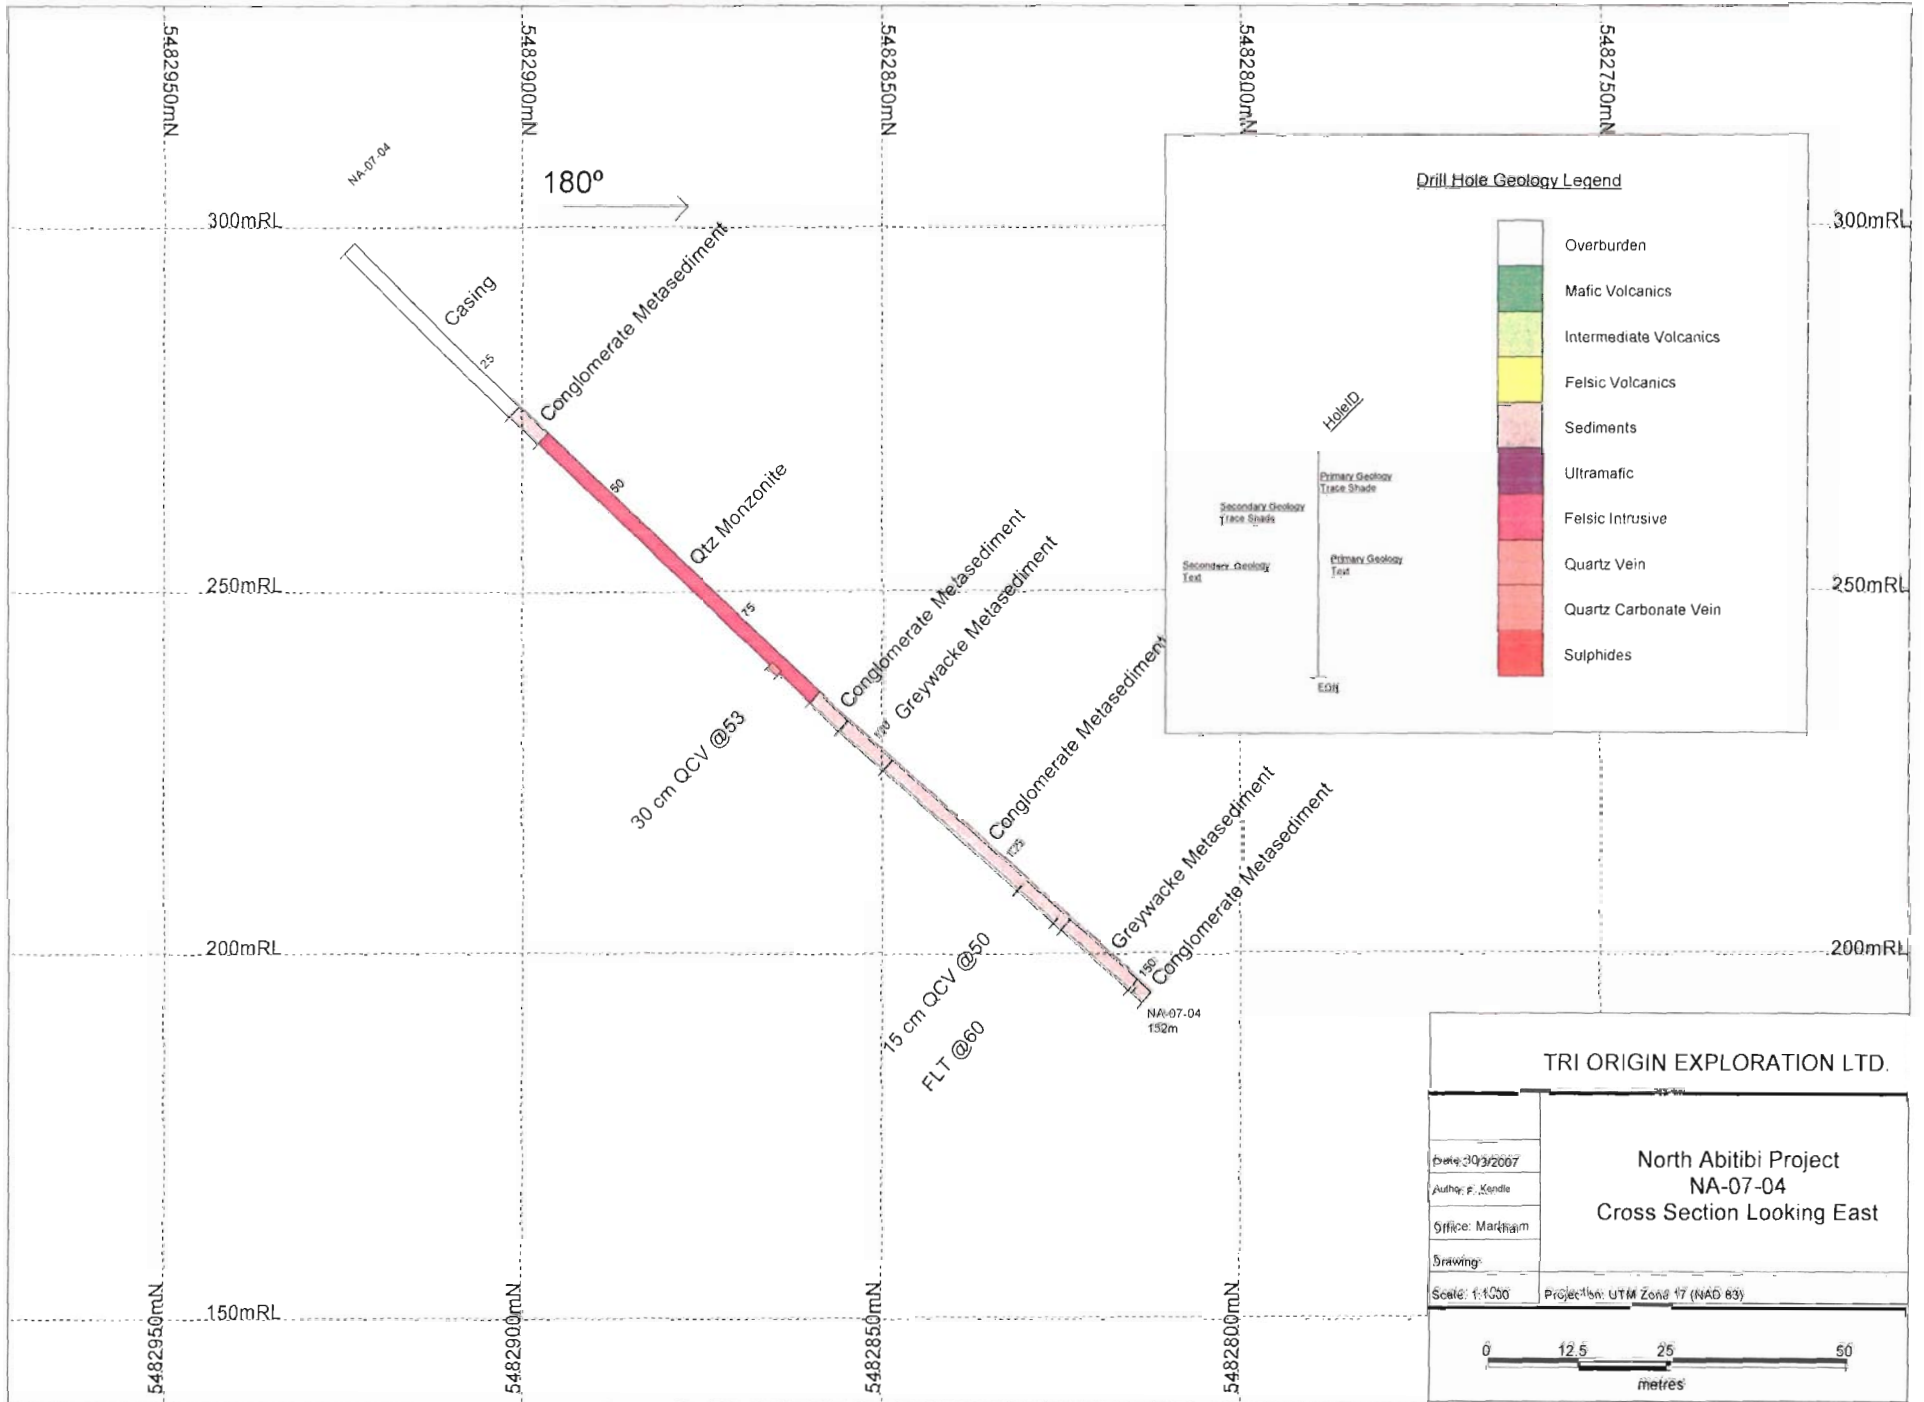 5482950mN
5482900mN
5482850mN
5482800mN
5482750mN
NA-07-04
180º
300mRL
300mRL
Casing
25
Conglomerate Metasediment
50
Qtz Monzonite
250mRL
250mRL
75
Conglomerate Metasediment
Greywacke Metasediment
30 cm QCV @53
100
Conglomerate Metasediment
125
200mRL
200mRL
Greywacke Metasediment
150
Conglomerate Metasediment
15 cm QCV @50
FLT @60
NA-07-04
152m
150mRL
5482950mN
5482900mN
5482850mN
5482800mN
Drill Hole Geology Legend
Overburden
Mafic Volcanics
Intermediate Volcanics
Felsic Volcanics
Sediments
Ultramafic
Felsic Intrusive
Quartz Vein
Quartz Carbonate Vein
Sulphides
HoleID
Primary Geology
Trace Shade
Secondary Geology
Trace Shade
Primary Geology
Text
Secondary Geology
Text
EOH
TRI ORIGIN EXPLORATION LTD.
North Abitibi Project
NA-07-04
Cross Section Looking East
Kendle
Office:
Drawing
Scale: 1:1000
Projection: UTM Zone 17 (NAD 83)
0 12.5 25 50
metres